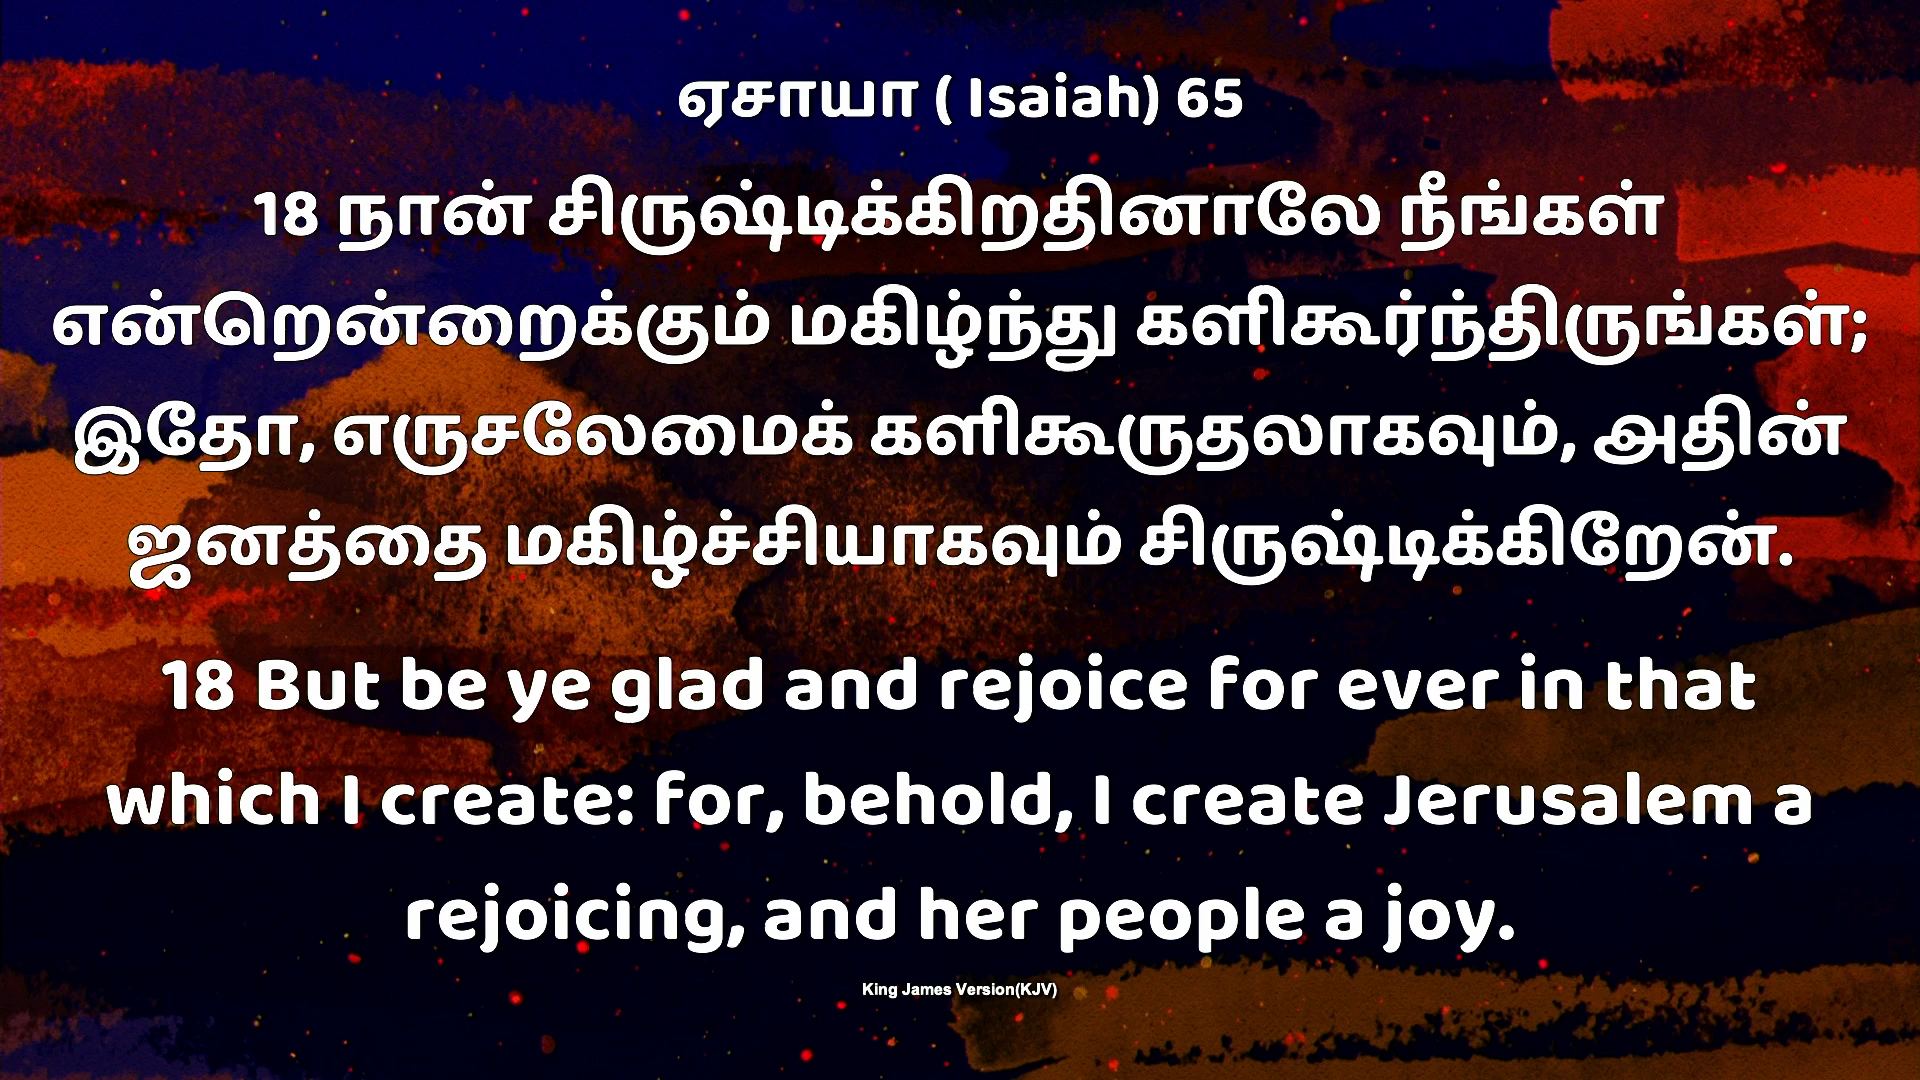 ஏசாயா ( Isaiah) 65
18 நான் சிருஷ்டிக்கிறதினாலே நீங்கள்
என்றென்றைக்கும் மகிழ்ந்து களிகூர்ந்திருங்கள்;
இதோ, எருசலேமைக் களிகூருதலாகவும், அதின்
ஜனத்தை மகிழ்ச்சியாகவும் சிருஷ்டிக்கிறேன்.
18 But be ye glad and rejoice for ever in that
which I create: for, behold, I create Jerusalem a
rejoicing, and her people a joy.
King James Version(KJV)